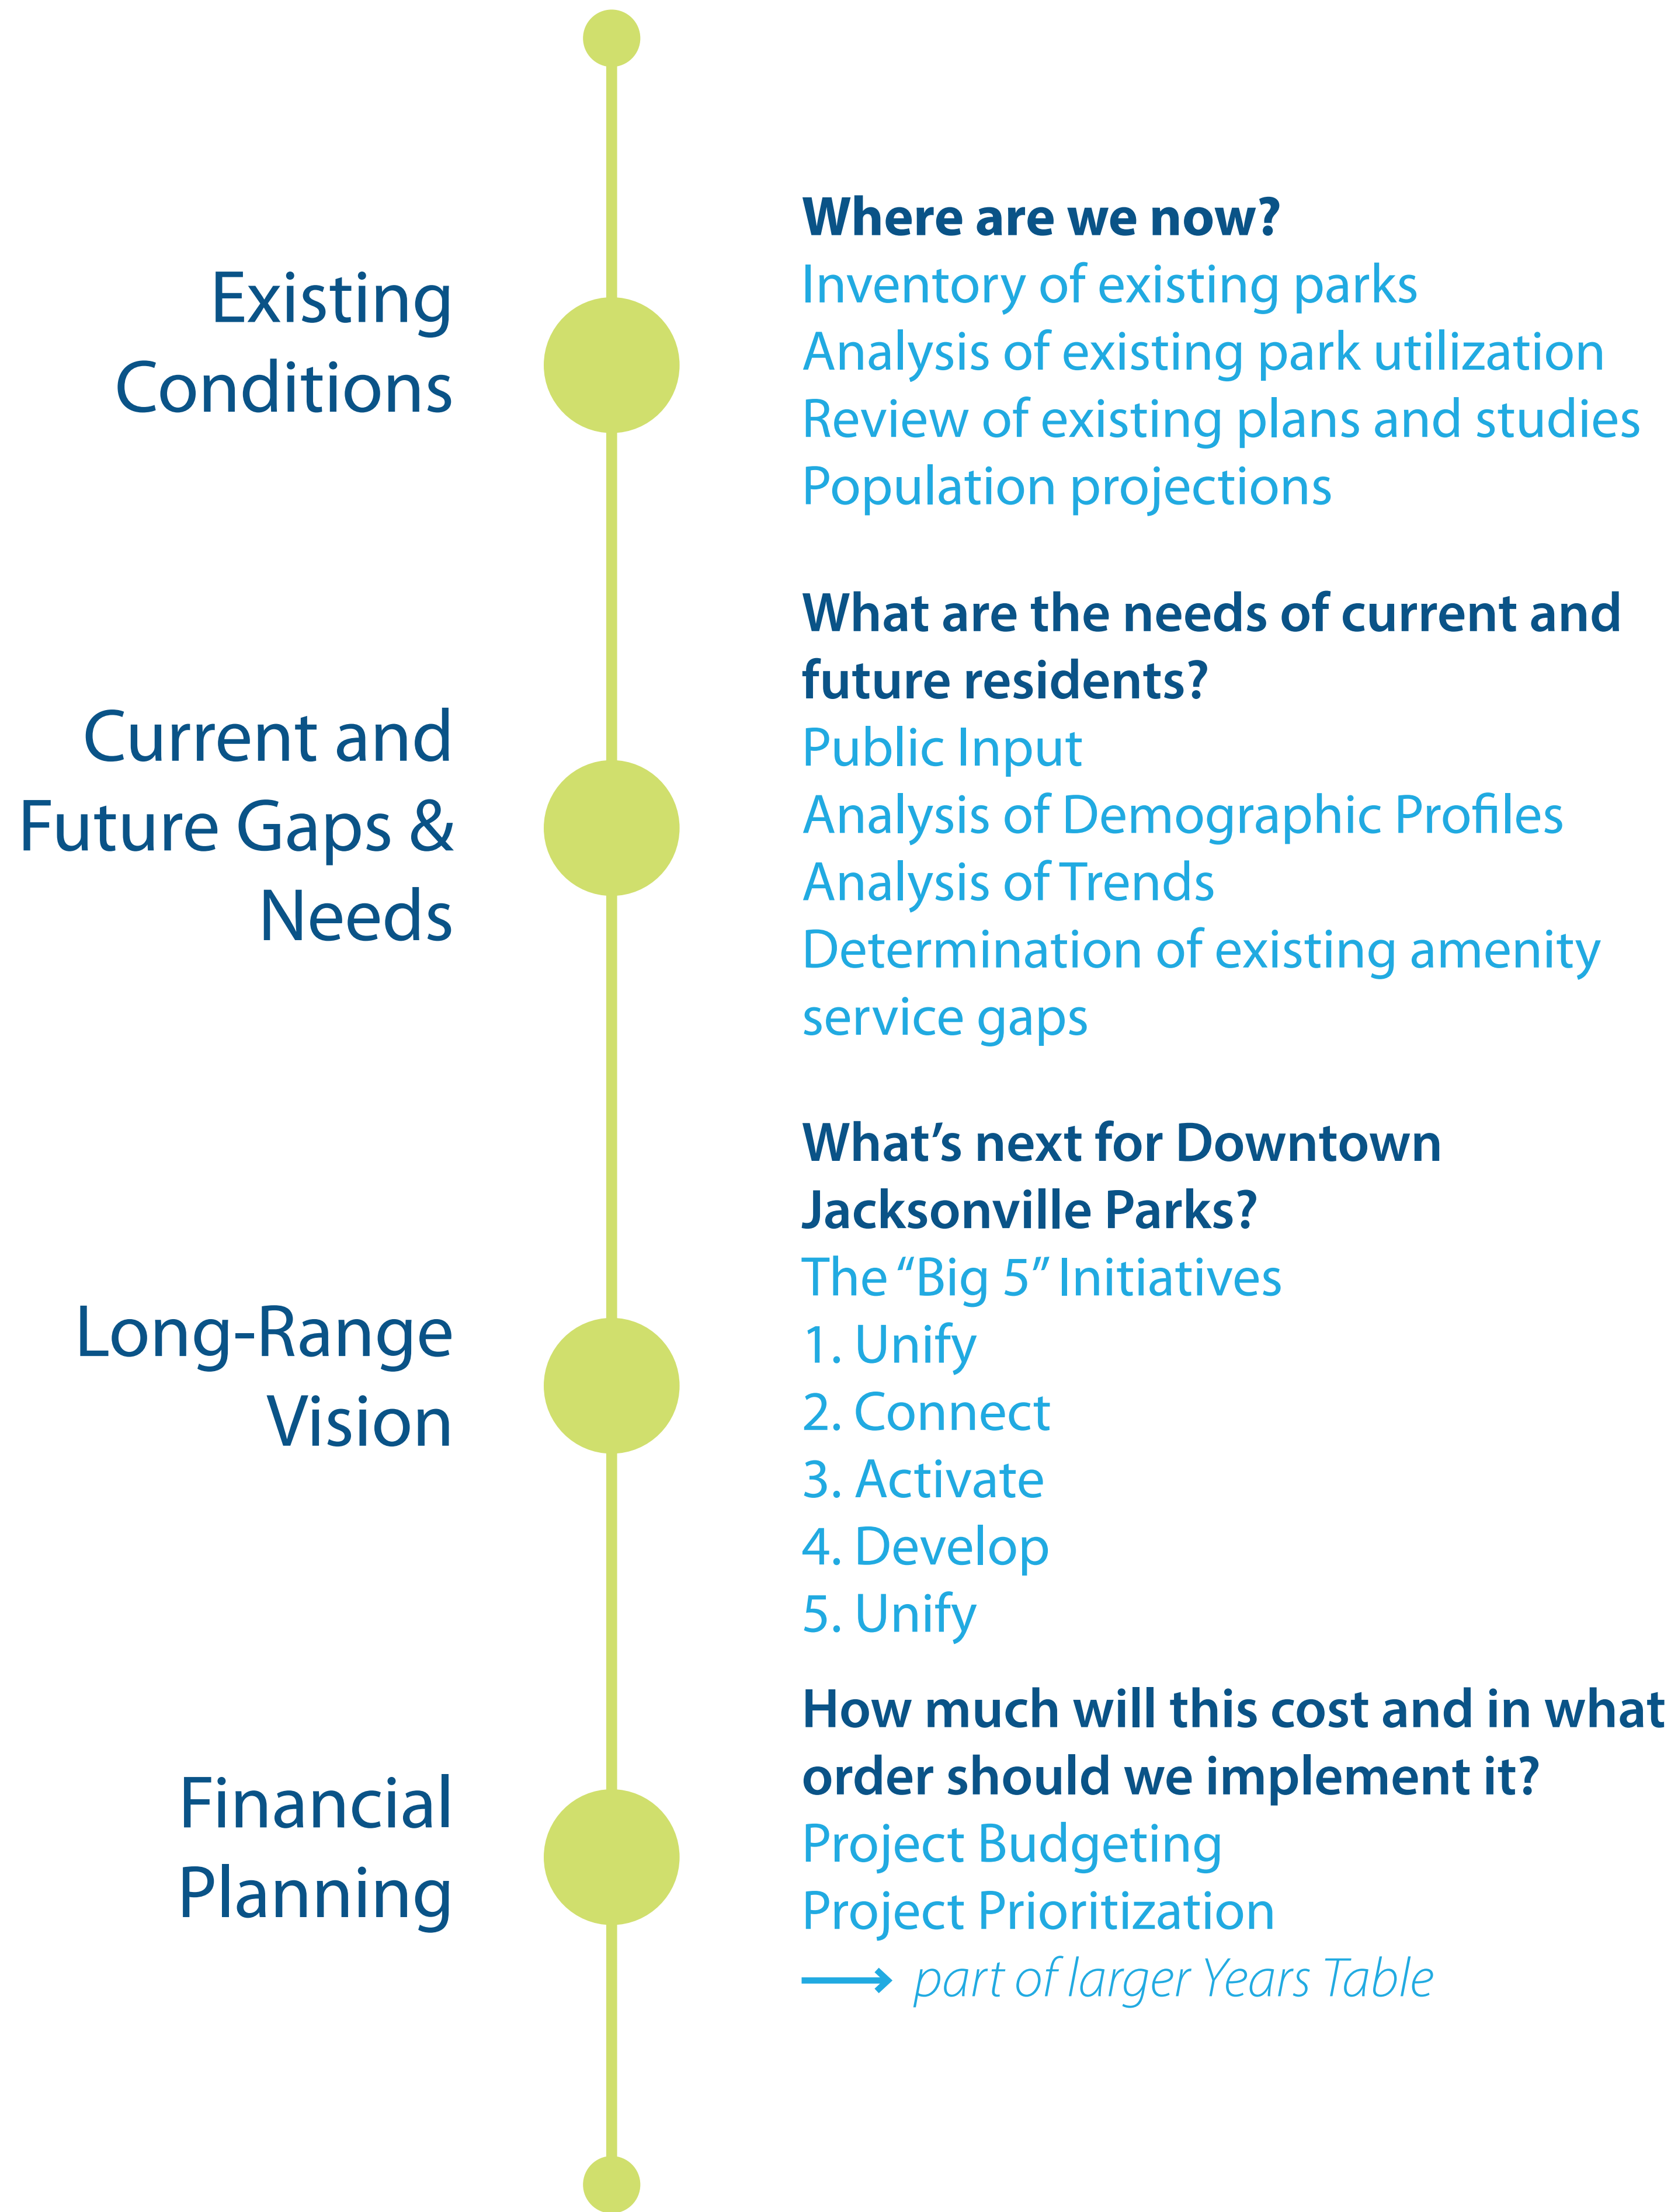 Existing
Conditions
Where are we now?
Inventory of existing parks
Analysis of existing park utilization
Review of existing plans and studies
Population projections
Current and
Future Gaps &
Needs
What are the needs of current and
future residents?
Public Input
Analysis of Demographic Profiles
Analysis of Trends
Determination of existing amenity
service gaps
Long-Range
Vision
What’s next for Downtown
Jacksonville Parks?
The “Big 5” Initiatives
1. Unify
2. Connect
3. Activate
4. Develop
5. Unify
Financial
Planning
How much will this cost and in what
order should we implement it?
Project Budgeting
Project Prioritization
part of larger Years Table